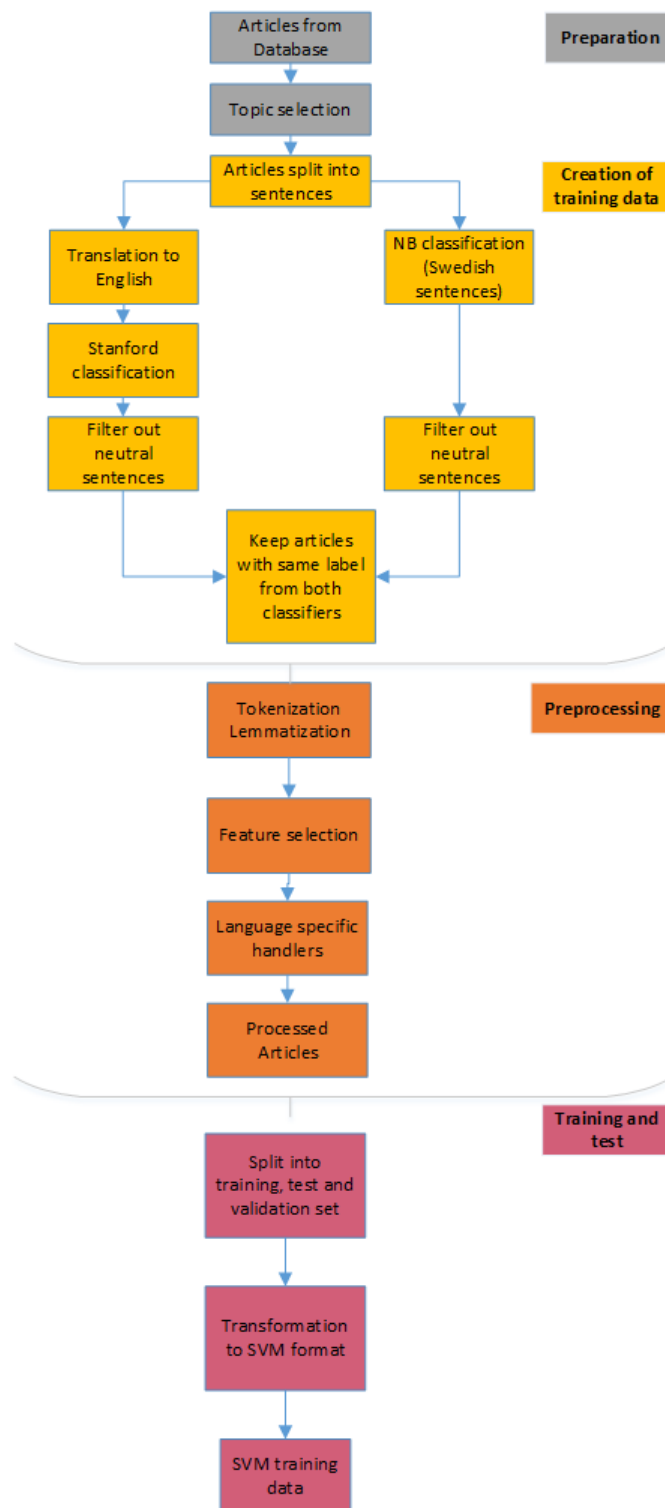 Articles from
Database
Preparation
Topic selection
Articles split into
sentences
Creation of
training data
Translation to
English
NB classification
(Swedish
sentences)
Stanford
classification
Filter out
neutral
sentences
Filter out
neutral
sentences
Keep articles
with same label
from both
classifiers
Tokenization
Lemmatization
Preprocessing
Feature selection
Language specific
handlers
Processed
Articles
Training and
test
Split into
training, test and
validation set
Transformation
to SVM format
SVM training
data